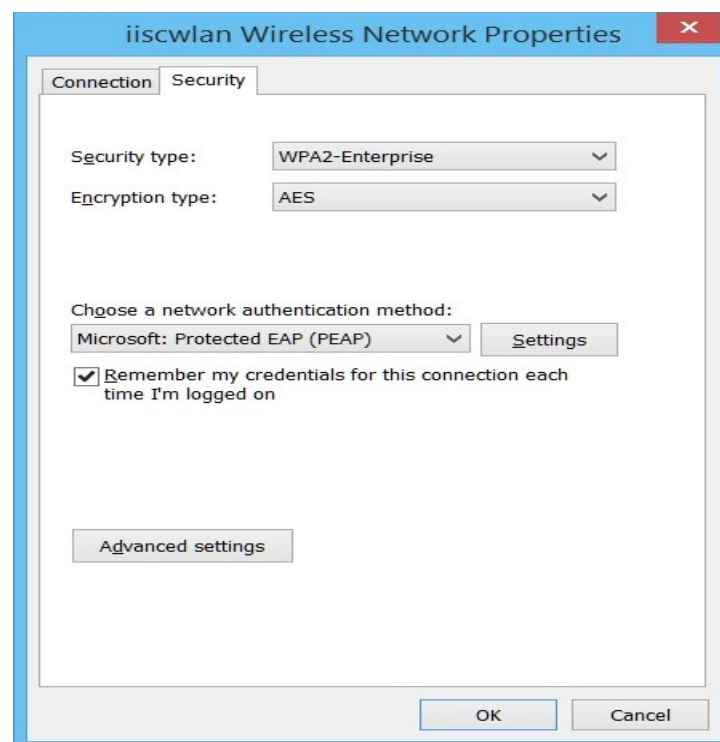 iiscwlan Wireless Network Properties
Connection Security
Security type: WPA2-Enterprise
Encryption type: AES
Choose a network authentication method:
Microsoft: Protected EAP (PEAP) Settings
Remember my credentials for this connection each
time I'm logged on
Advanced settings
OK Cancel